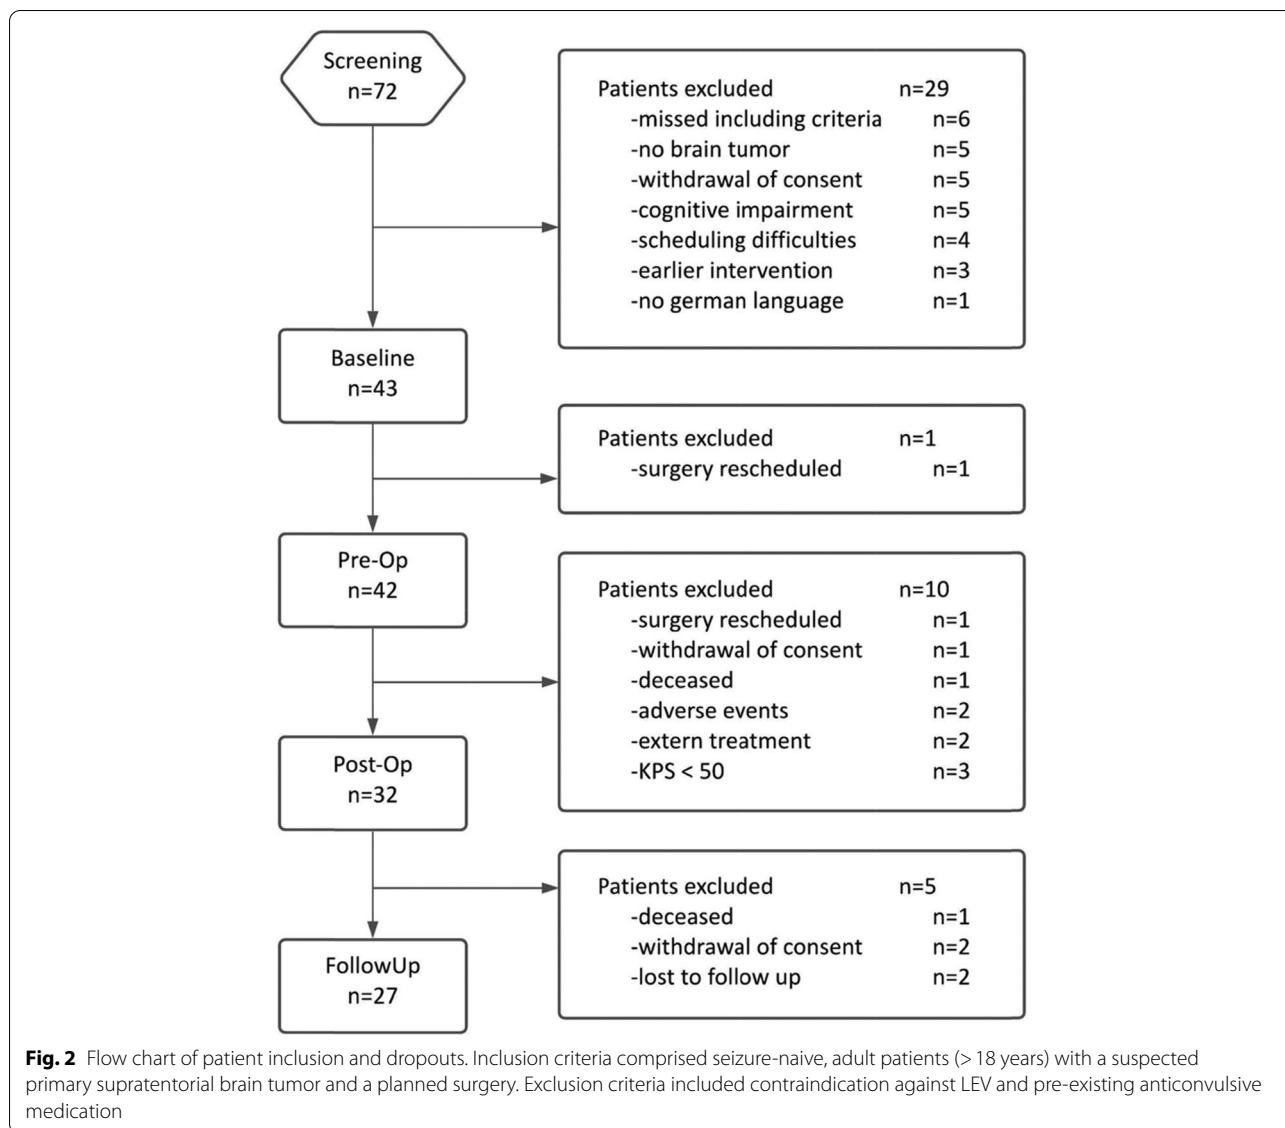 Screening
n=72
Patients excluded n=29
-missed including criteria n=6
-no brain tumor n=5
-withdrawal of consent n=5
-cognitive impairment n=5
-scheduling difficulties n=4
-earlier intervention n=3
-no german language n=1
Baseline
n=43
Patients excluded n=1
-surgery rescheduled n=1
Pre-Op
n=42
Patients excluded n=10
-surgery rescheduled n=1
-withdrawal of consent n=1
-deceased n=1
-adverse events n=2
-extern treatment n=2
-KPS < 50 n=3
Post-Op
n=32
Patients excluded n=5
-deceased n=1
-withdrawal of consent n=2
-lost to follow up n=2
FollowUp
n=27
Fig. 2 Flow chart of patient inclusion and dropouts. Inclusion criteria comprised seizure-naive, adult patients (> 18 years) with a suspected
primary supratentorial brain tumor and a planned surgery. Exclusion criteria included contraindication against LEV and pre-existing anticonvulsive
medication